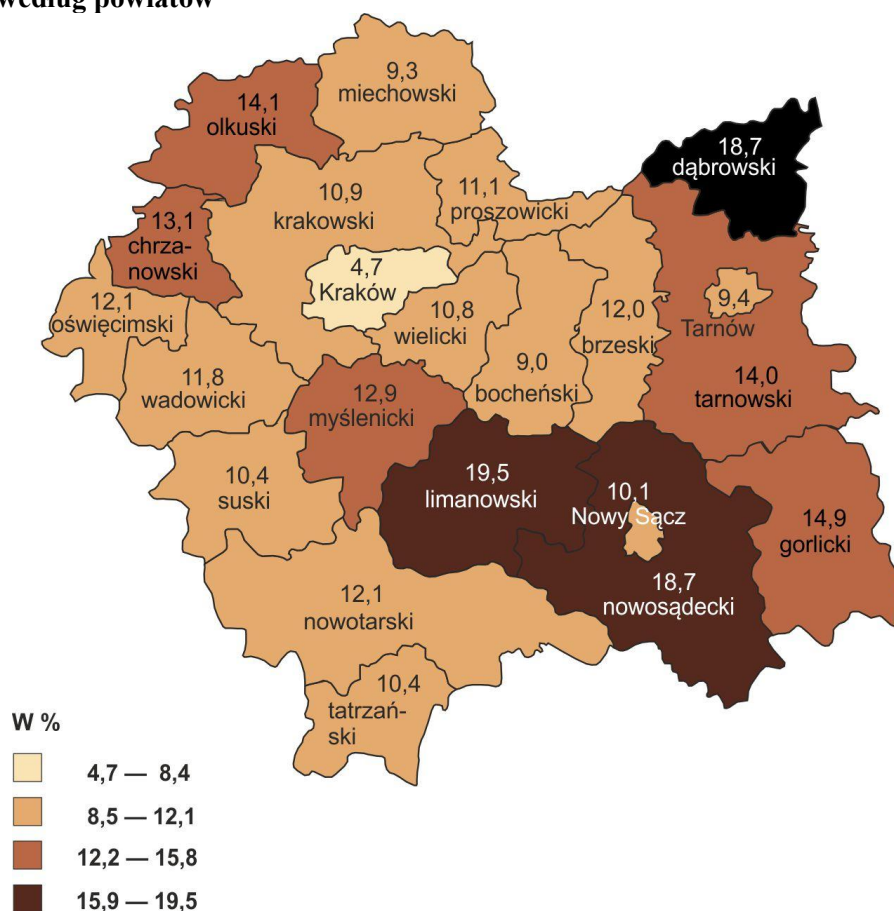 według powiatów
9,3
miechowski
14,1
olkuski
18,7
dąbrowski
10,9
krakowski
11,1
proszowicki
13,1
chrza-
nowski
4,7
Kraków
12,1
oświęcimski
10,8
wielicki
12,0
brzeski
9,4
Tarnów
11,8
wadowicki
9,0
bocheński
14,0
tarnowski
12,9
myślenicki
10,4
suski
19,5
limanowski
10,1
Nowy Sącz
14,9
gorlicki
12,1
nowotarski
18,7
nowosądecki
10,4
tatrzań-
ski
W %
4,7 — 8,4
8,5 — 12,1
12,2 — 15,8
15,9 — 19,5